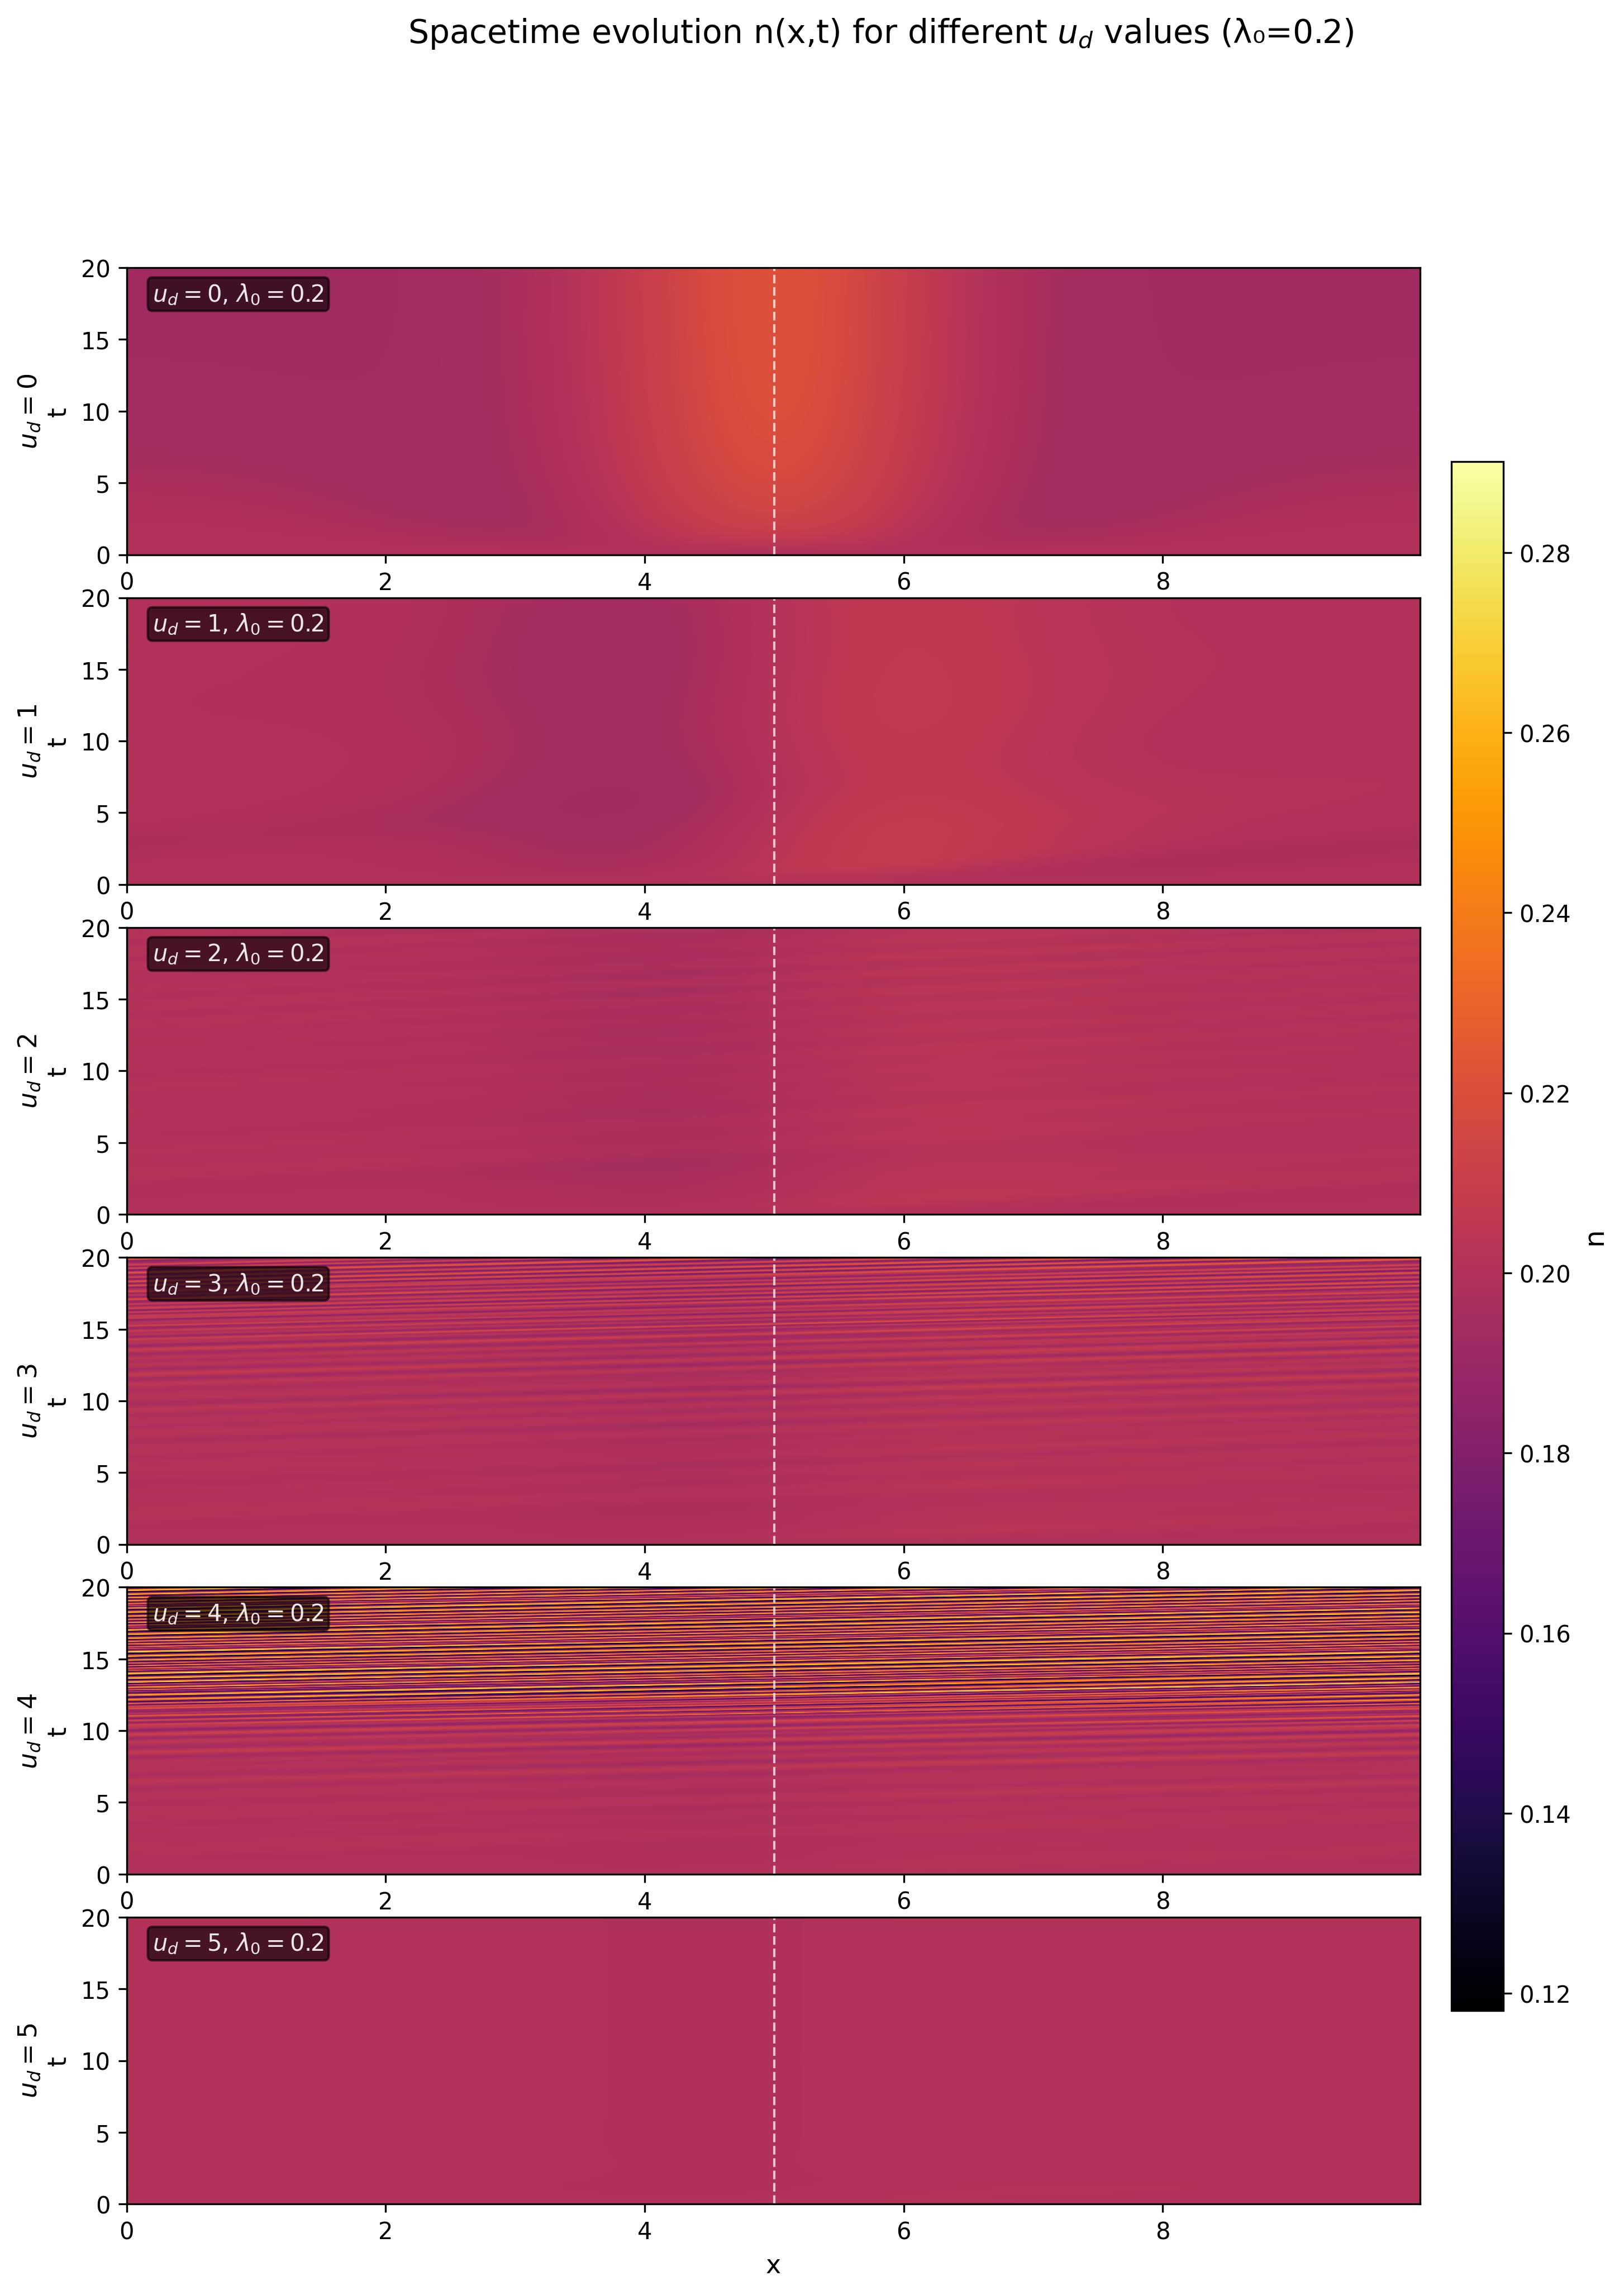 Spacetime evolution n(x,t) for different u_d values (λ₀=0.2)
u_d = 0, λ_0 = 0.2
u_d = 0
t
20
15
10
5
0
0 2 4 6 8
u_d = 1, λ_0 = 0.2
u_d = 1
t
20
15
10
5
0
0 2 4 6 8
u_d = 2, λ_0 = 0.2
u_d = 2
t
20
15
10
5
0
0 2 4 6 8
u_d = 3, λ_0 = 0.2
u_d = 3
t
20
15
10
5
0
0 2 4 6 8
u_d = 4, λ_0 = 0.2
u_d = 4
t
20
15
10
5
0
0 2 4 6 8
u_d = 5, λ_0 = 0.2
u_d = 5
t
20
15
10
5
0
0 2 4 6 8
x
0.28
0.26
0.24
0.22
0.20
0.18
0.16
0.14
0.12
n